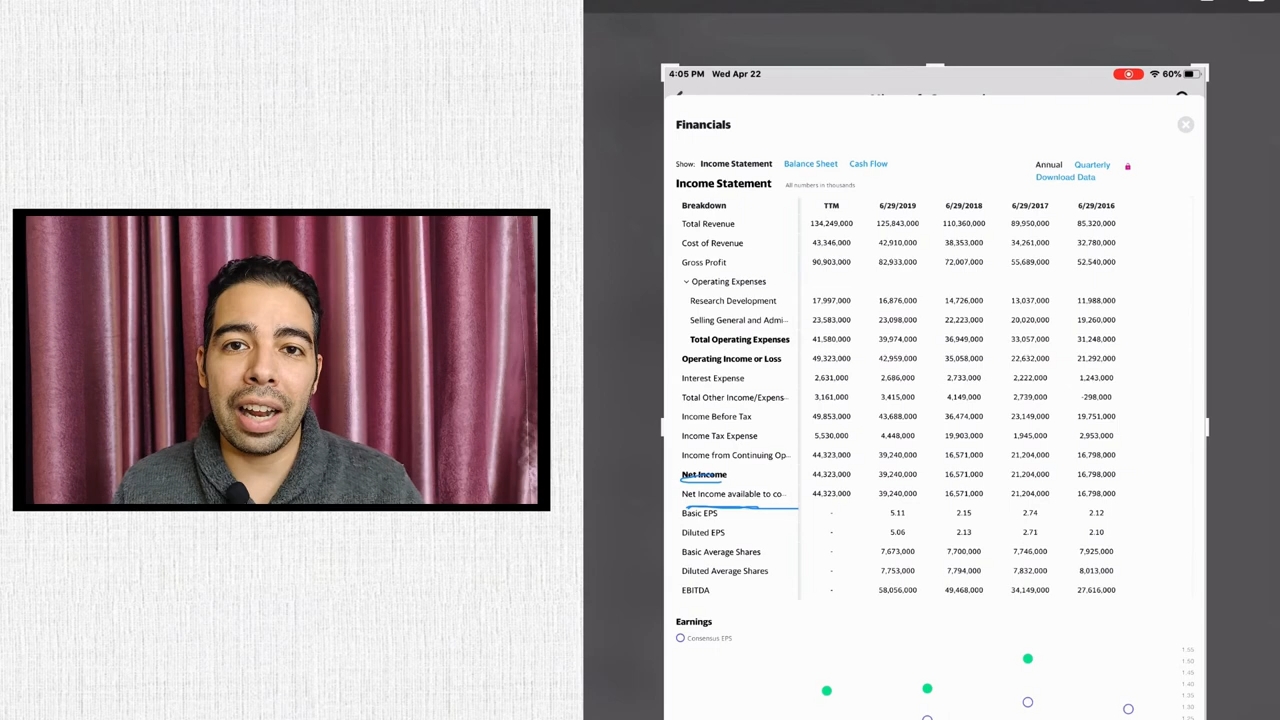 4:05 PM Wed Apr 22 60%
Financials
Show: Income Statement Balance Sheet Cash Flow Annual Quarterly
Download Data
Income Statement All numbers in thousands
Breakdown TTM 6/29/2019 6/29/2018 6/29/2017 6/29/2016
Total Revenue 134,249,000 125,843,000 110,360,000 89,950,000 85,320,000
Cost of Revenue 43,346,000 42,910,000 38,353,000 34,261,000 32,780,000
Gross Profit 90,903,000 82,933,000 72,007,000 55,689,000 52,540,000
Operating Expenses
Research Development 17,997,000 16,876,000 14,726,000 13,037,000 11,988,000
Selling General and Admi... 23,583,000 23,098,000 22,223,000 20,020,000 19,260,000
Total Operating Expenses 41,580,000 39,974,000 36,949,000 33,057,000 31,248,000
Operating Income or Loss 49,323,000 42,959,000 35,058,000 22,632,000 21,292,000
Interest Expense 2,631,000 2,686,000 2,733,000 2,222,000 1,243,000
Total Other Income/Expens... 3,161,000 3,415,000 4,149,000 2,739,000 -298,000
Income Before Tax 49,853,000 43,688,000 36,474,000 23,149,000 19,751,000
Income Tax Expense 5,530,000 4,448,000 19,903,000 1,945,000 2,953,000
Income from Continuing Op... 44,323,000 39,240,000 16,571,000 21,204,000 16,798,000
Net Income 44,323,000 39,240,000 16,571,000 21,204,000 16,798,000
Net Income available to co... 44,323,000 39,240,000 16,571,000 21,204,000 16,798,000
Basic EPS - 5.11 2.15 2.74 2.12
Diluted EPS - 5.06 2.13 2.71 2.10
Basic Average Shares - 7,673,000 7,700,000 7,746,000 7,925,000
Diluted Average Shares - 7,753,000 7,794,000 7,832,000 8,013,000
EBITDA - 58,056,000 49,468,000 34,149,000 27,616,000
Earnings
Consensus EPS
1.55
1.50
1.45
1.40
1.35
1.30